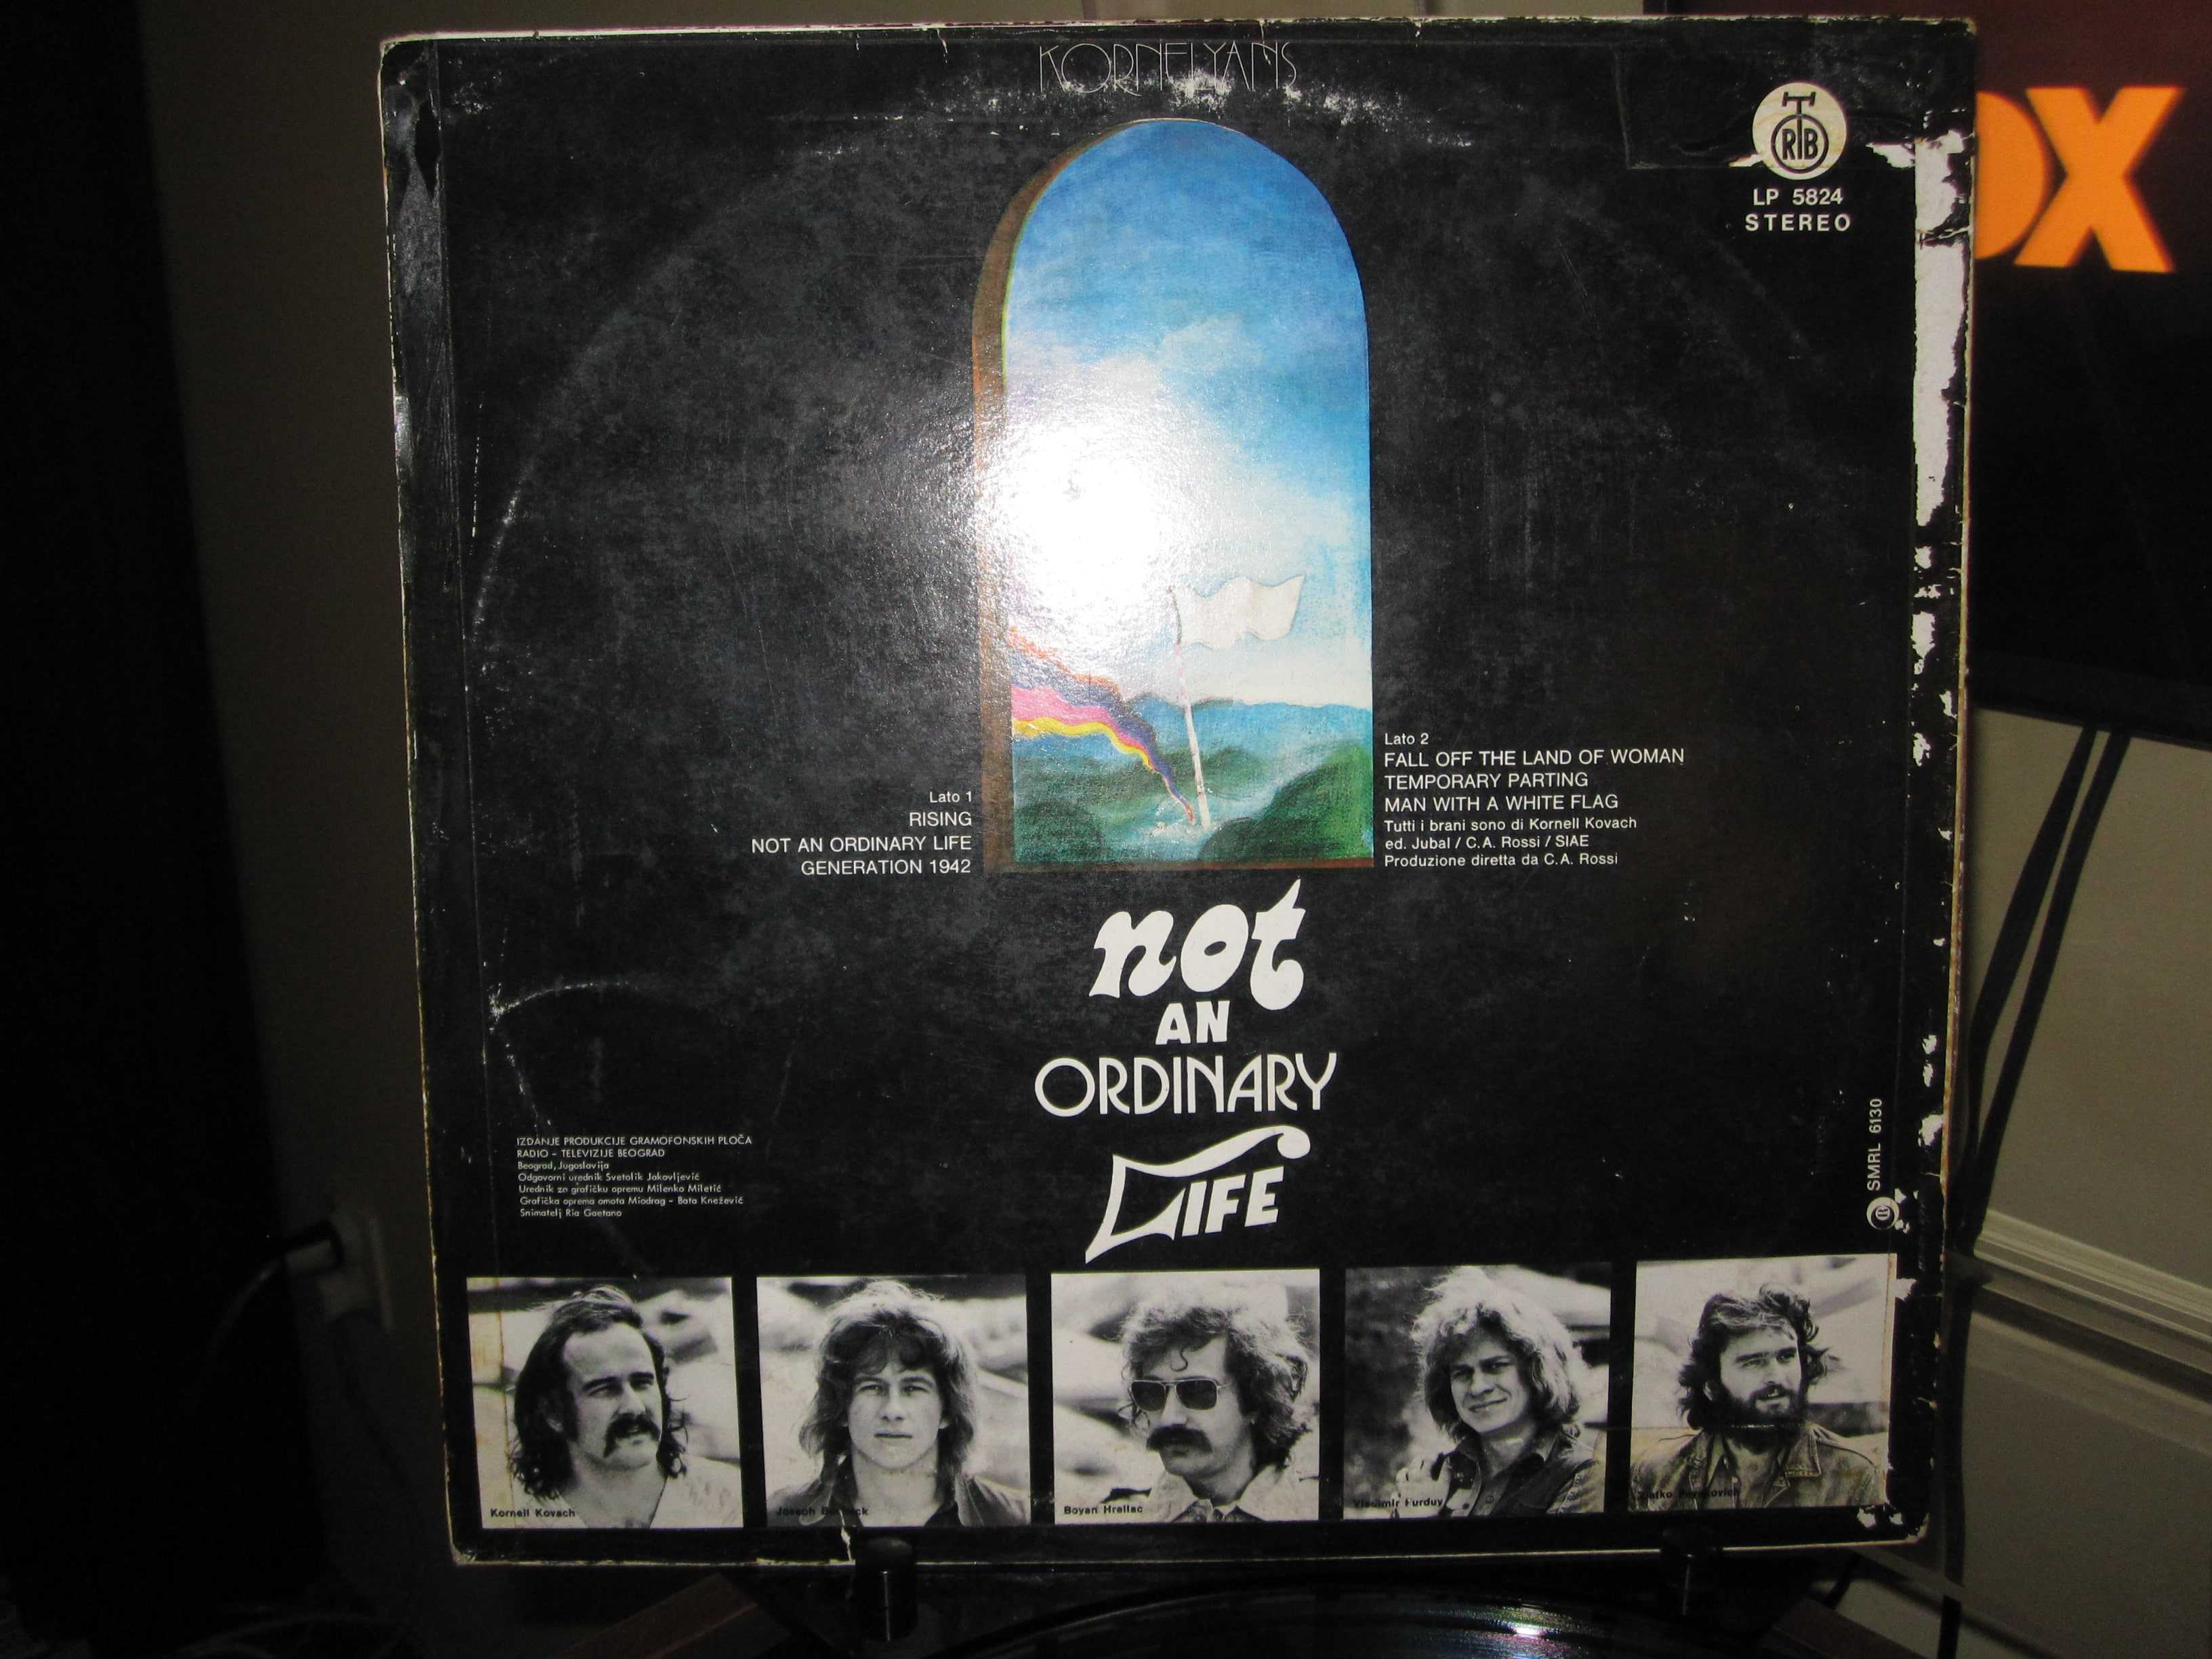 KORNELYANS
RTB
LP 5824
STEREO
OX
Lato 1
RISING
NOT AN ORDINARY LIFE
GENERATION 1942
Lato 2
FALL OFF THE LAND OF WOMAN
TEMPORARY PARTING
MAN WITH A WHITE FLAG
Tutti i brani sono di Kornell Kovach
ed. Jubal / C.A. Rossi / SIAE
Produzione diretta da C.A. Rossi
not
AN
ORDINARY
LIFE
IZDANJE PRODUKCIJE GRAMOFONSKIH PLOČA
RADIO - TELEVIZIJE BEOGRAD
Beograd, Jugoslavija
Odgovorni urednik Svetolik Jakovljević
Urednik za grafičku opremu Milenko Miletić
Grafička oprema omota Miodrag - Bata Knežević
Snimatelj Ria Gaetano
SMRL 6130
Kornell Kovach
Joseph
Boyan Hreljac
Vladimir Furduy